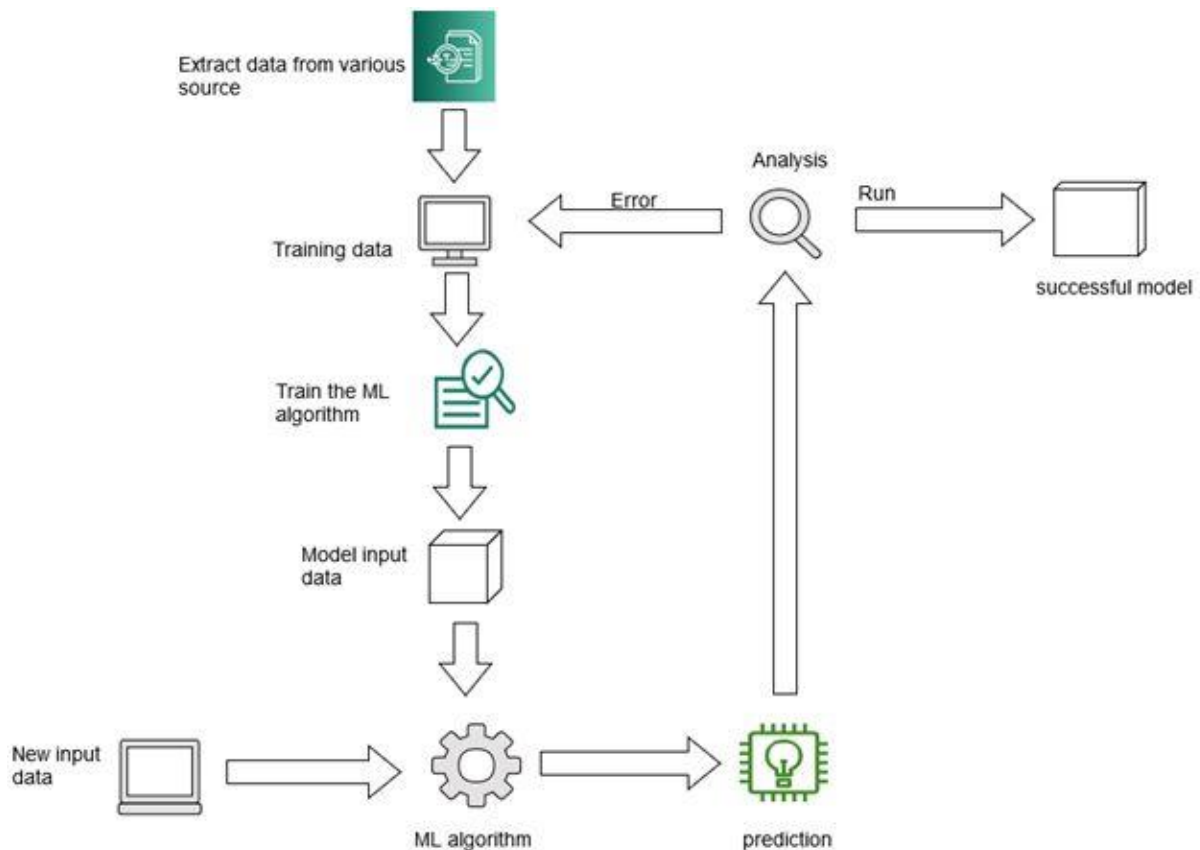 Extract data from various
source
Analysis
Error
Run
Training data
successful model
Train the ML
algorithm
Model input
data
New input
data
ML algorithm
prediction